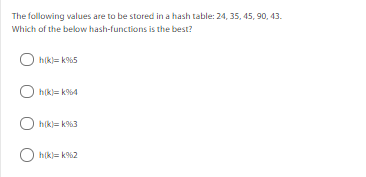 The following values are to be stored in a hash table: 24, 35, 45, 90, 43.
Which of the below hash-functions is the best?
h(k)= k%5
h(k)= k%4
h(k)= k%3
h(k)= k%2